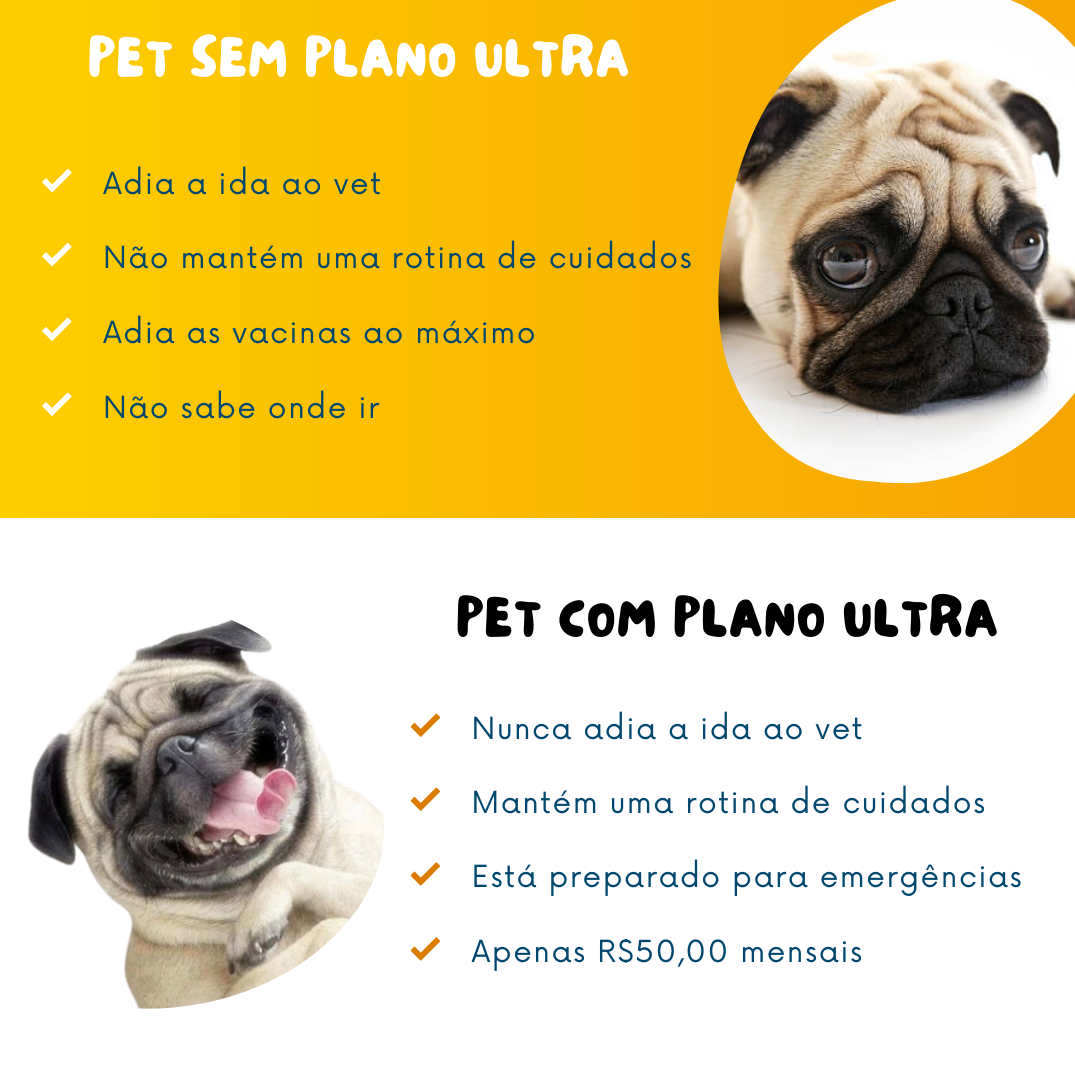 PET SEM PLANO ULTRA
Adia a ida ao vet
Não mantém uma rotina de cuidados
Adia as vacinas ao máximo
Não sabe onde ir
PET COM PLANO ULTRA
Nunca adia a ida ao vet
Mantém uma rotina de cuidados
Está preparado para emergências
Apenas RS50,00 mensais